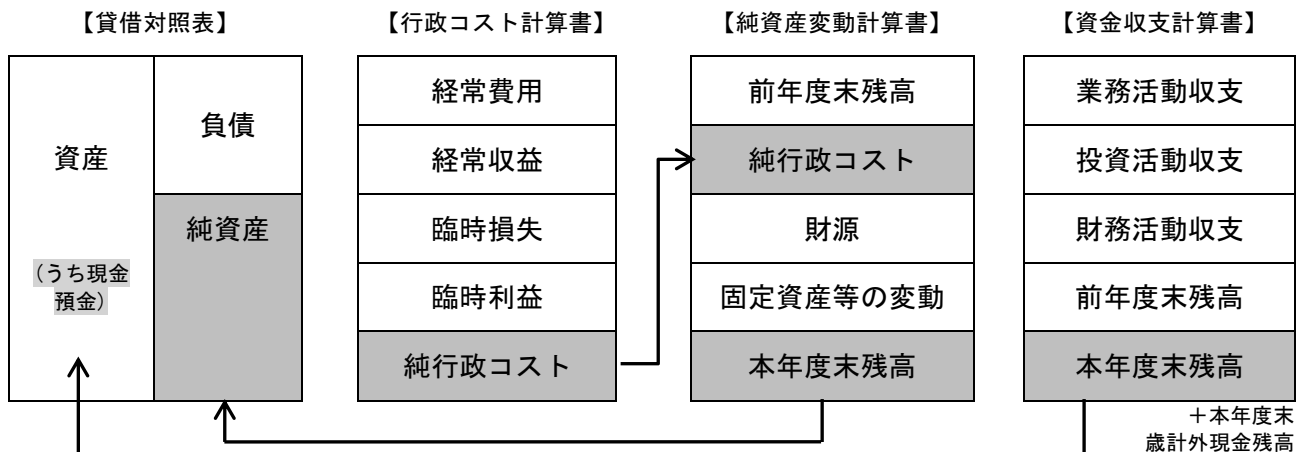 【貸借対照表】
資産
(うち現金
預金)
負債
純資産
【行政コスト計算書】
経常費用
経常収益
臨時損失
臨時利益
純行政コスト
【純資産変動計算書】
前年度末残高
純行政コスト
財源
固定資産等の変動
本年度末残高
【資金収支計算書】
業務活動収支
投資活動収支
財務活動収支
前年度末残高
本年度末残高
+本年度末
歳計外現金残高